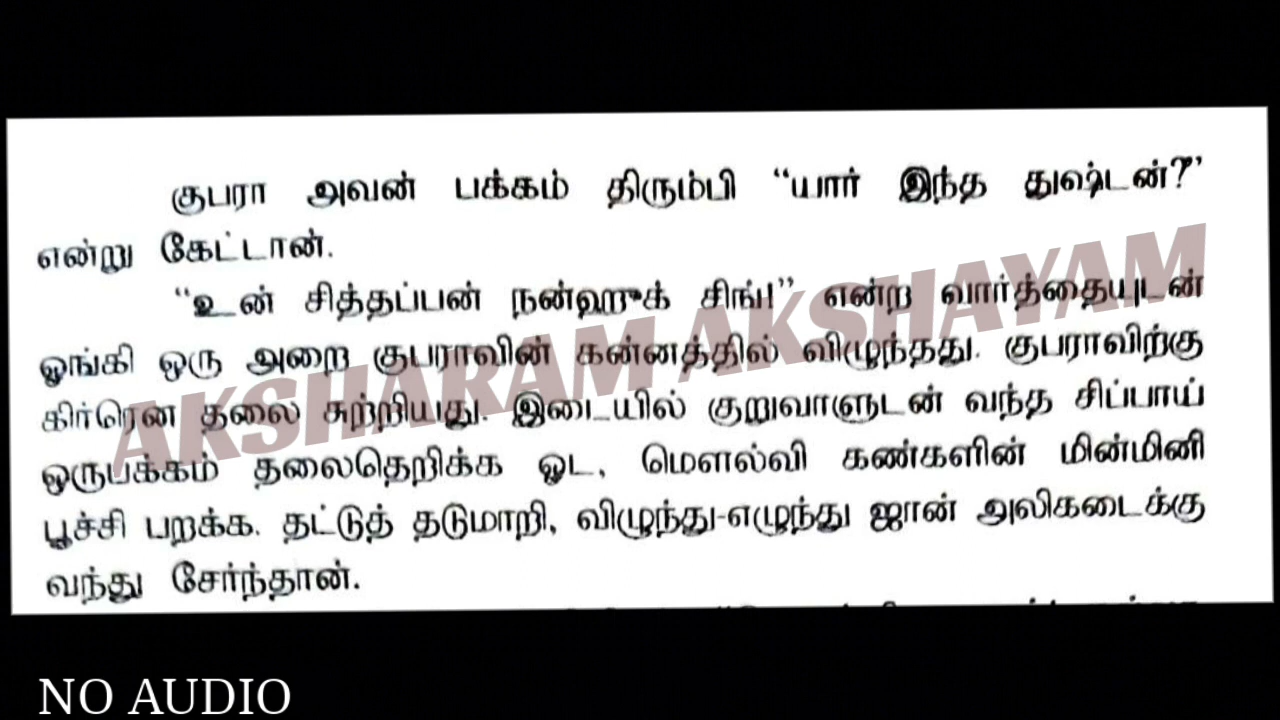 குபரா அவன் பக்கம் திரும்பி “யார் இந்த துஷ்டன்?”
என்று கேட்டான்.
“உன் சித்தப்பன் நன்ஹுக் சிங்!” என்ற வார்த்தையுடன்
ஓங்கி ஒரு அறை குபராவின் கன்னத்தில் விழுந்தது. குபராவிற்கு
கிர்ரென தலை சுற்றியது. இடையில் குறுவாளுடன் வந்த சிப்பாய்
ஒருபக்கம் தலைதெறிக்க ஓட, மௌல்வி கண்களின் மின்மினி
பூச்சி பறக்க. தட்டுத் தடுமாறி, விழுந்து-எழுந்து ஜான் அலிகடைக்கு
வந்து சேர்ந்தான்.
AKSHARAM AKSHAYAM
NO AUDIO